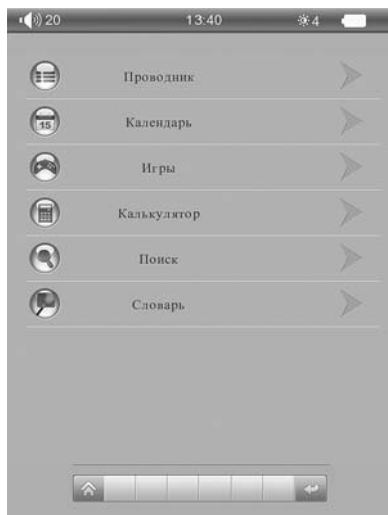 20 13:40 4
Проводник
15
Календарь
Игры
Калькулятор
Поиск
Словарь